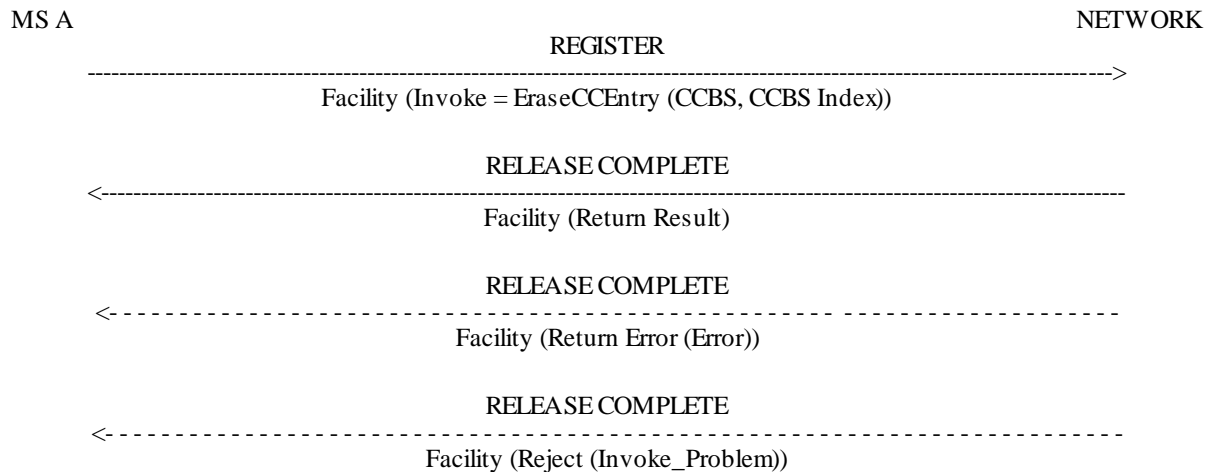 MS A NETWORK
REGISTER
Facility (Invoke = EraseCCEntry (CCBS, CCBS Index))
RELEASE COMPLETE
Facility (Return Result)
RELEASE COMPLETE
Facility (Return Error (Error))
RELEASE COMPLETE
Facility (Reject (Invoke_Problem))